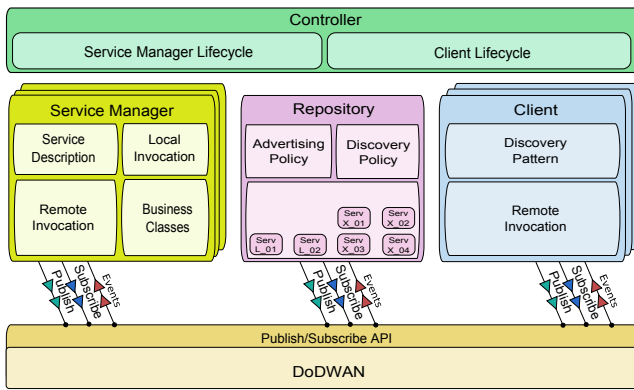 Controller
Service Manager Lifecycle
Client Lifecycle
Service Manager
Service
Description
Local
Invocation
Remote
Invocation
Business
Classes
Repository
Advertising
Policy
Discovery
Policy
Serv
X_01
Serv
X_02
Serv
L_01
Serv
L_02
Serv
X_03
Serv
X_04
Client
Discovery
Pattern
Remote
Invocation
Publish
Subscribe
Events
Publish
Subscribe
Events
Publish
Subscribe
Events
Publish/Subscribe API
DoDWAN